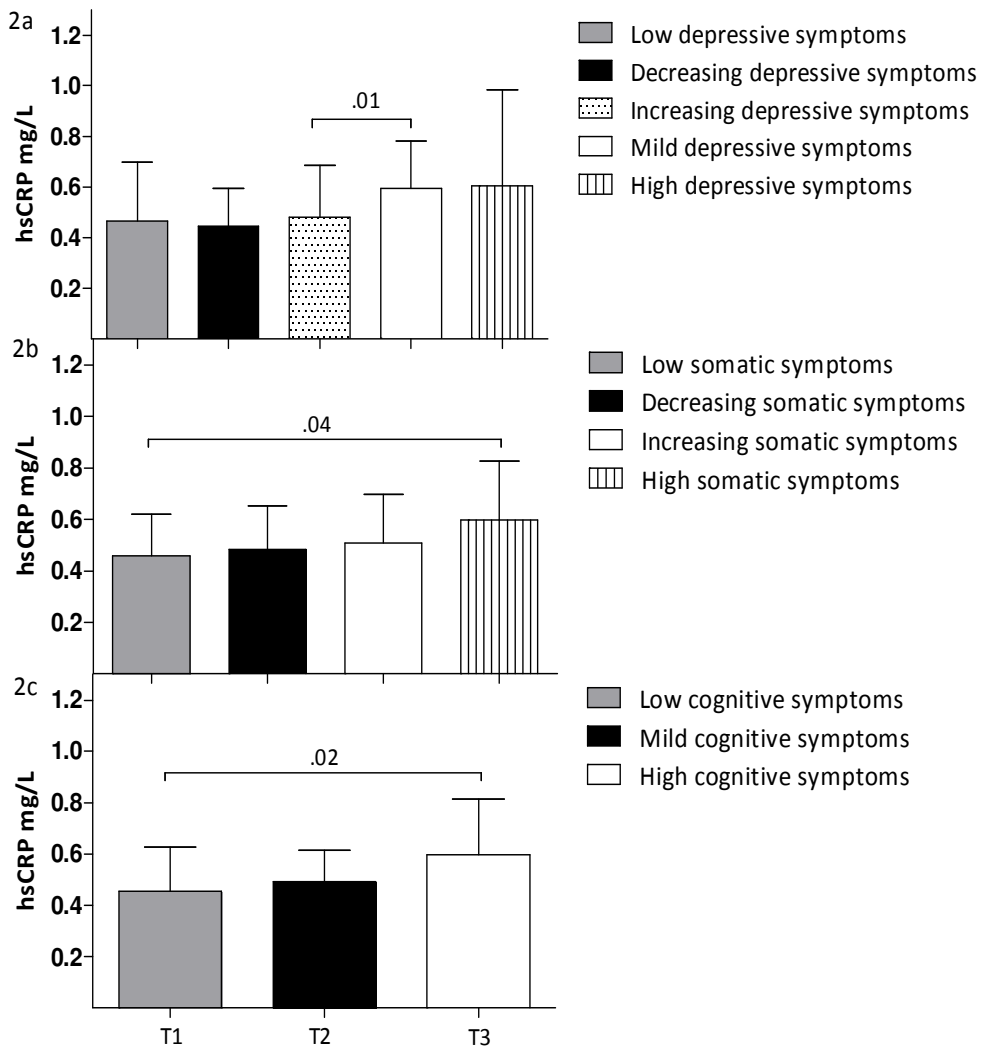 2a
1.2
1.0
0.8
0.6
0.4
0.2
hsCRP mg/L
.01
Low depressive symptoms
Decreasing depressive symptoms
Increasing depressive symptoms
Mild depressive symptoms
High depressive symptoms
2b
1.2
1.0
0.8
0.6
0.4
0.2
hsCRP mg/L
.04
Low somatic symptoms
Decreasing somatic symptoms
Increasing somatic symptoms
High somatic symptoms
2c
1.2
1.0
0.8
0.6
0.4
0.2
hsCRP mg/L
.02
Low cognitive symptoms
Mild cognitive symptoms
High cognitive symptoms
T1 T2 T3